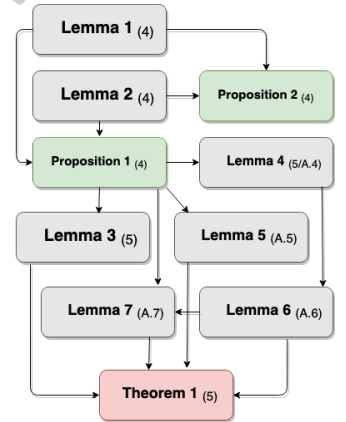 Lemma 1 (4)
Lemma 2 (4)
Proposition 2 (4)
Proposition 1 (4)
Lemma 4 (5/A.4)
Lemma 3 (5)
Lemma 5 (A.5)
Lemma 7 (A.7)
Lemma 6 (A.6)
Theorem 1 (5)